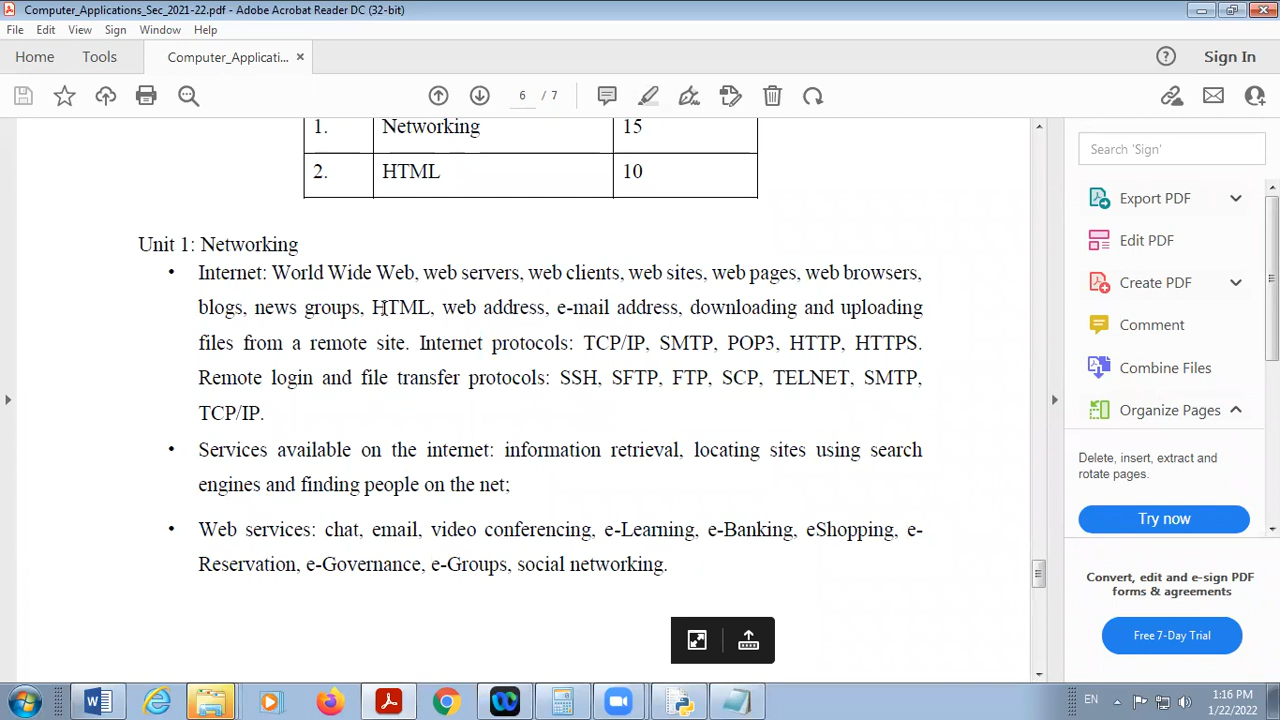 Computer_Applications_Sec_2021-22.pdf - Adobe Acrobat Reader DC (32-bit)
File Edit View Sign Window Help
Home Tools Computer_Applicati... × Sign In
6 / 7
1. Networking 15
2. HTML 10
Unit 1: Networking
• Internet: World Wide Web, web servers, web clients, web sites, web pages, web browsers,
blogs, news groups, HTML, web address, e-mail address, downloading and uploading
files from a remote site. Internet protocols: TCP/IP, SMTP, POP3, HTTP, HTTPS.
Remote login and file transfer protocols: SSH, SFTP, FTP, SCP, TELNET, SMTP,
TCP/IP.
• Services available on the internet: information retrieval, locating sites using search
engines and finding people on the net;
• Web services: chat, email, video conferencing, e-Learning, e-Banking, eShopping, e-
Reservation, e-Governance, e-Groups, social networking.
Search 'Sign'
Export PDF
Edit PDF
Create PDF
Comment
Combine Files
Organize Pages
Delete, insert, extract and
rotate pages.
Try now
Convert, edit and e-sign PDF
forms & agreements
Free 7-Day Trial
EN
1:16 PM
1/22/2022